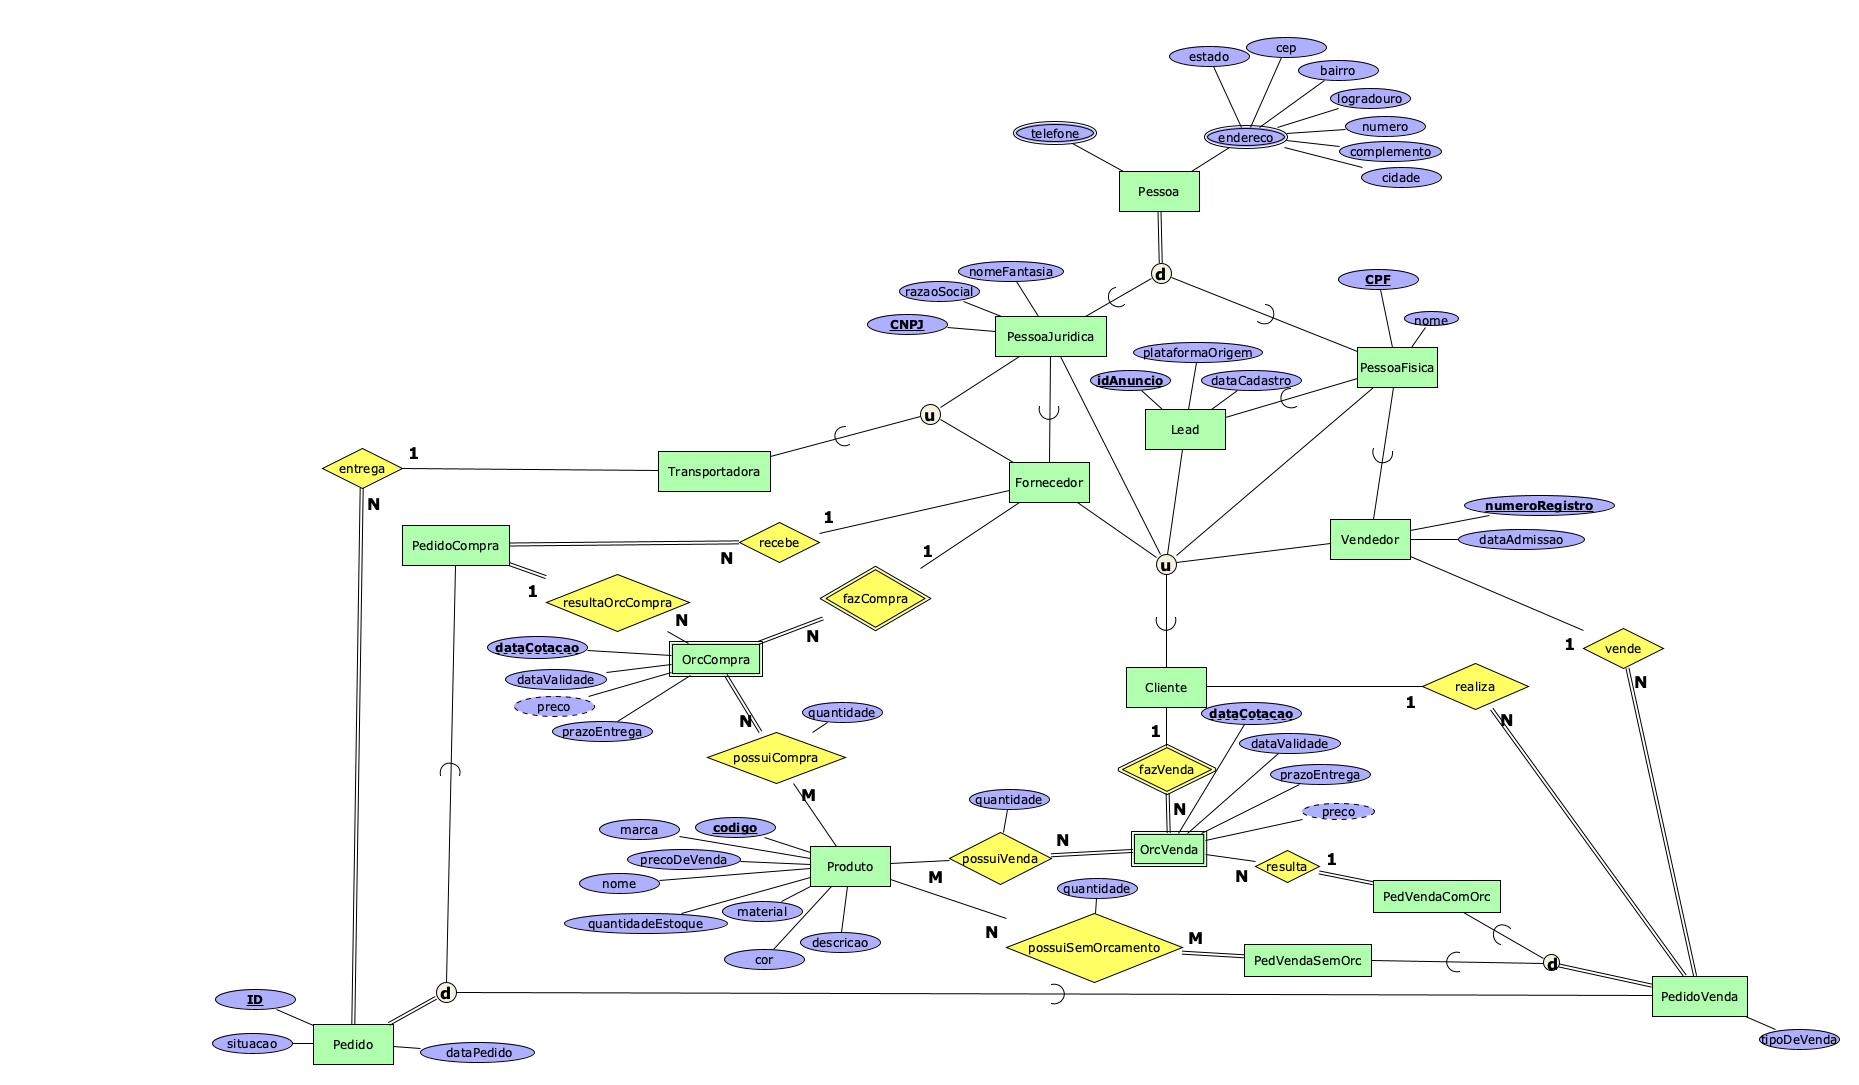 estado
cep
bairro
logradouro
numero
complemento
cidade
telefone
endereco
Pessoa
d
nomeFantasia
razaoSocial
CNPJ
PessoaJuridica
CPF
nome
PessoaFisica
plataformaOrigem
idAnuncio
dataCadastro
Lead
u
entrega
1
N
Transportadora
Fornecedor
numeroRegistro
dataAdmissao
Vendedor
PedidoCompra
N
recebe
1
1
u
fazCompra
N
1
resultaOrcCompra
N
dataCotacao
dataValidade
preco
prazoEntrega
OrcCompra
1
vende
N
Cliente
1
realiza
N
N
quantidade
possuiCompra
M
1
fazVenda
N
dataCotacao
dataValidade
prazoEntrega
preco
marca
codigo
precoDeVenda
nome
quantidadeEstoque
material
cor
descricao
Produto
M
quantidade
possuiVenda
N
OrcVenda
N
resulta
1
PedVendaComOrc
N
quantidade
possuiSemOrcamento
M
PedVendaSemOrc
d
PedidoVenda
tipoDeVenda
d
ID
situacao
Pedido
dataPedido